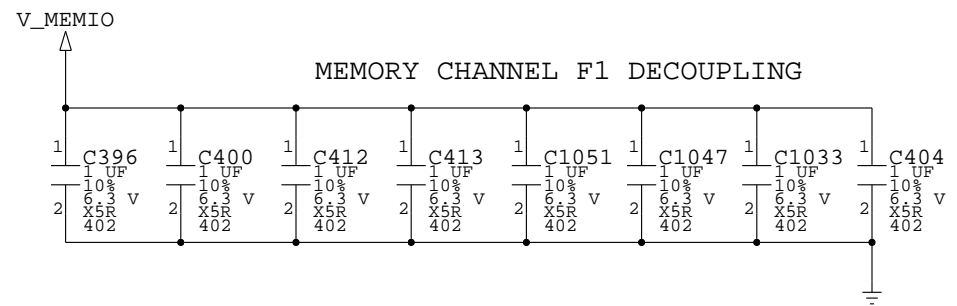 V_MEMIO
MEMORY CHANNEL F1 DECOUPLING
1 1 1 1 1 1 1 1
C396 C400 C412 C413 C1051 C1047 C1033 C404
1 UF 1 UF 1 UF 1 UF 1 UF 1 UF 1 UF 1 UF
10% 10% 10% 10% 10% 10% 10% 10%
6.3 V 6.3 V 6.3 V 6.3 V 6.3 V 6.3 V 6.3 V 6.3 V
2 2 2 2 2 2 2 2
X5R X5R X5R X5R X5R X5R X5R X5R
402 402 402 402 402 402 402 402